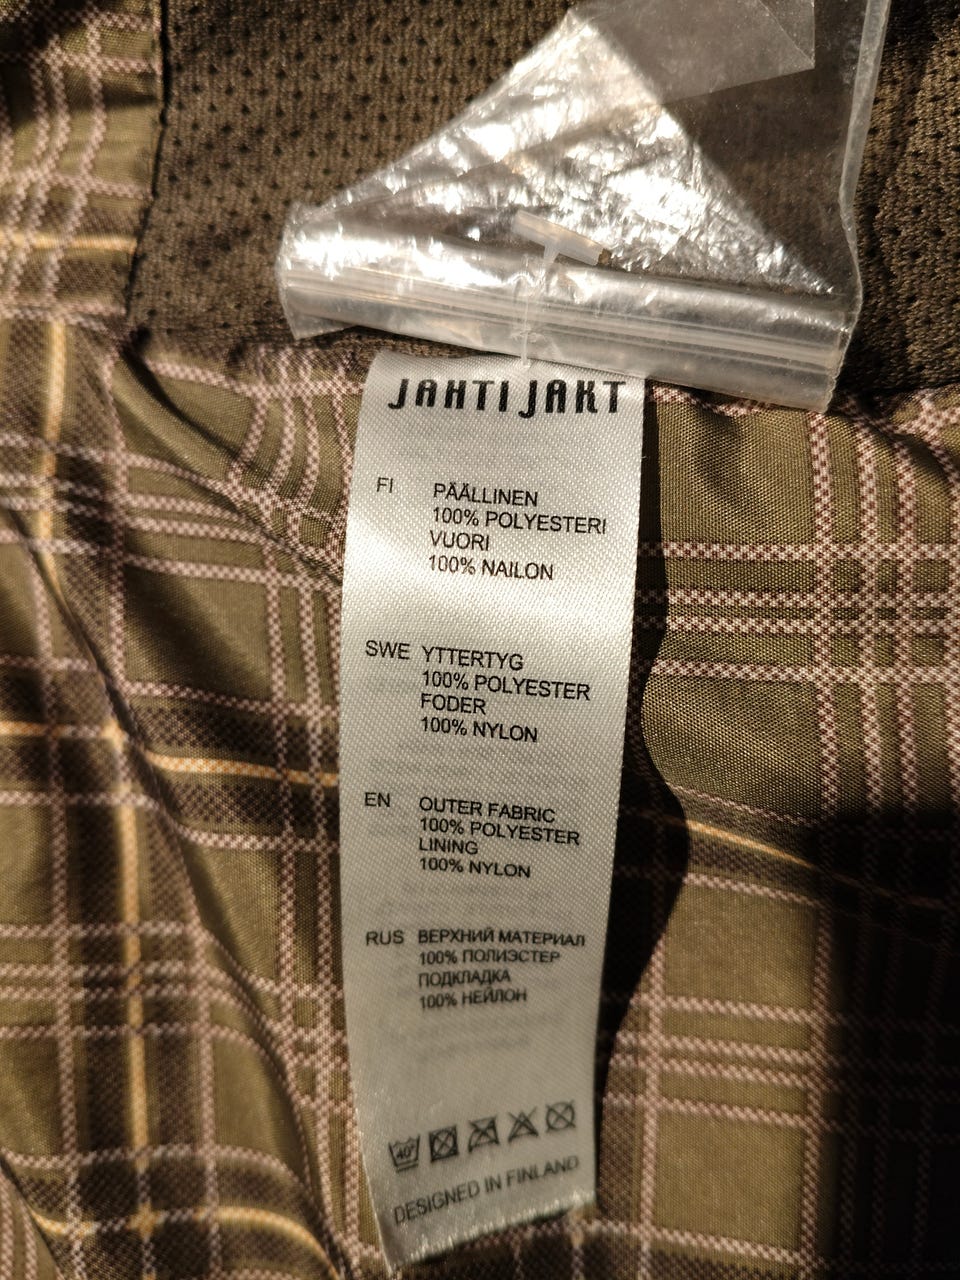 JAHTI JAKT
FI PÄÄLLINEN
100% POLYESTERI
VUORI
100% NAILON
SWE YTTERTYG
100% POLYESTER
FODER
100% NYLON
EN OUTER FABRIC
100% POLYESTER
LINING
100% NYLON
RUS ВЕРХНИЙ МАТЕРИАЛ
100% ПОЛИЭСТЕР
ПОДКЛАДКА
100% НЕЙЛОН
40°
DESIGNED IN FINLAND